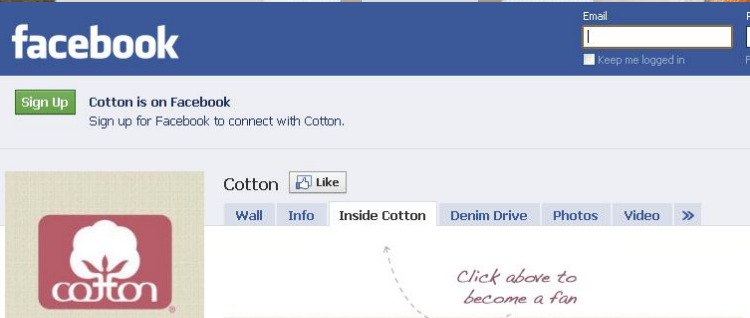 Email
facebook
Keep me logged in
Sign Up
Cotton is on Facebook
Sign up for Facebook to connect with Cotton.
Cotton Like
Wall Info Inside Cotton Denim Drive Photos Video »
cotton
®
Click above to
become a fan